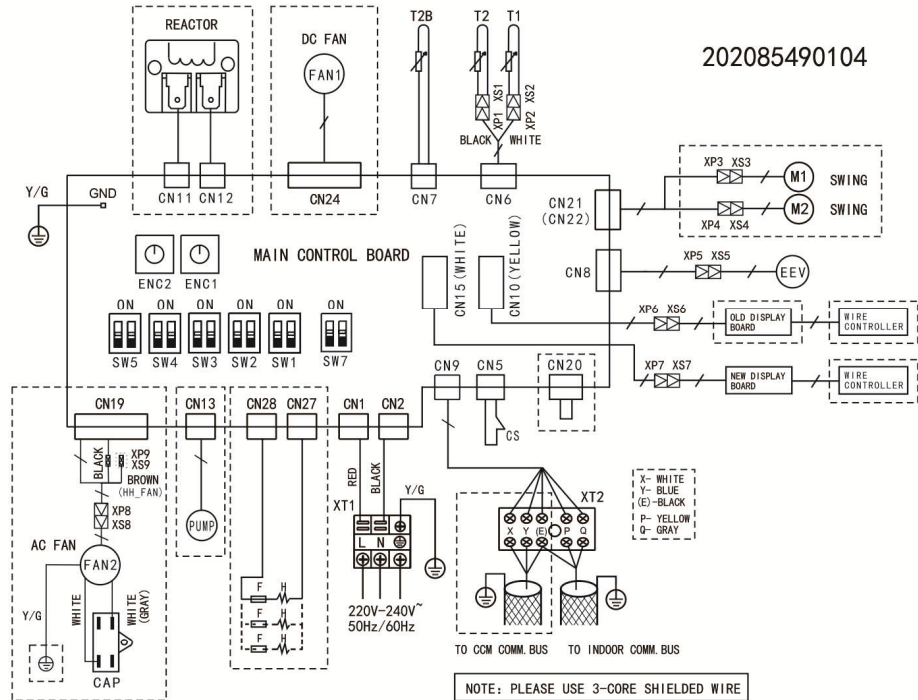 202085490104
REACTOR
DC FAN
FAN1
T2B
T2
T1
XP1 XS1
XP2 XS2
BLACK
WHITE
CN11
CN12
CN24
CN7
CN6
Y/G
GND
CN21
(CN22)
XP3 XS3
M1
SWING
XP4 XS4
M2
SWING
MAIN CONTROL BOARD
ENC2
ENC1
CN15(WHITE)
CN10(YELLOW)
CN8
XP5 XS5
EEV
XP6 XS6
OLD DISPLAY
BOARD
WIRE
CONTROLLER
XP7 XS7
NEW DISPLAY
BOARD
WIRE
CONTROLLER
ON
ON
ON
ON
ON
ON
SW5
SW4
SW3
SW2
SW1
SW7
CN19
CN13
CN28
CN27
CN1
CN2
CN9
CN5
CN20
CS
BLACK
XP9
XS9
BROWN
(HH_FAN)
XP8
XS8
AC FAN
FAN2
Y/G
WHITE
WHITE
(GRAY)
CAP
PUMP
F
H
F
H
F
H
RED
BLACK
Y/G
XT1
L N
220V-240V~
50Hz/60Hz
XT2
X Y (E) P Q
X- WHITE
Y- BLUE
(E)-BLACK
P- YELLOW
Q- GRAY
TO CCM COMM.BUS
TO INDOOR COMM.BUS
NOTE: PLEASE USE 3-CORE SHIELDED WIRE